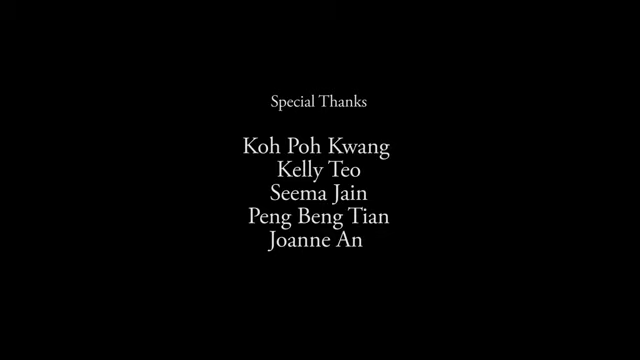 Special Thanks
Koh Poh Kwang
Kelly Teo
Seema Jain
Peng Beng Tian
Joanne An